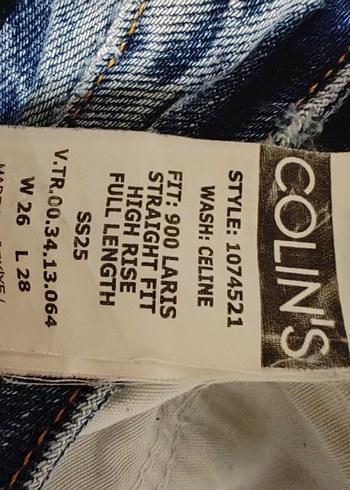 COLIN'S
STYLE: 1074521
WASH: CELINE
FIT: 900 LARIS
STRAIGHT FIT
HIGH RISE
FULL LENGTH
SS25
V.TR.00.34.13.064
W 26 L 28